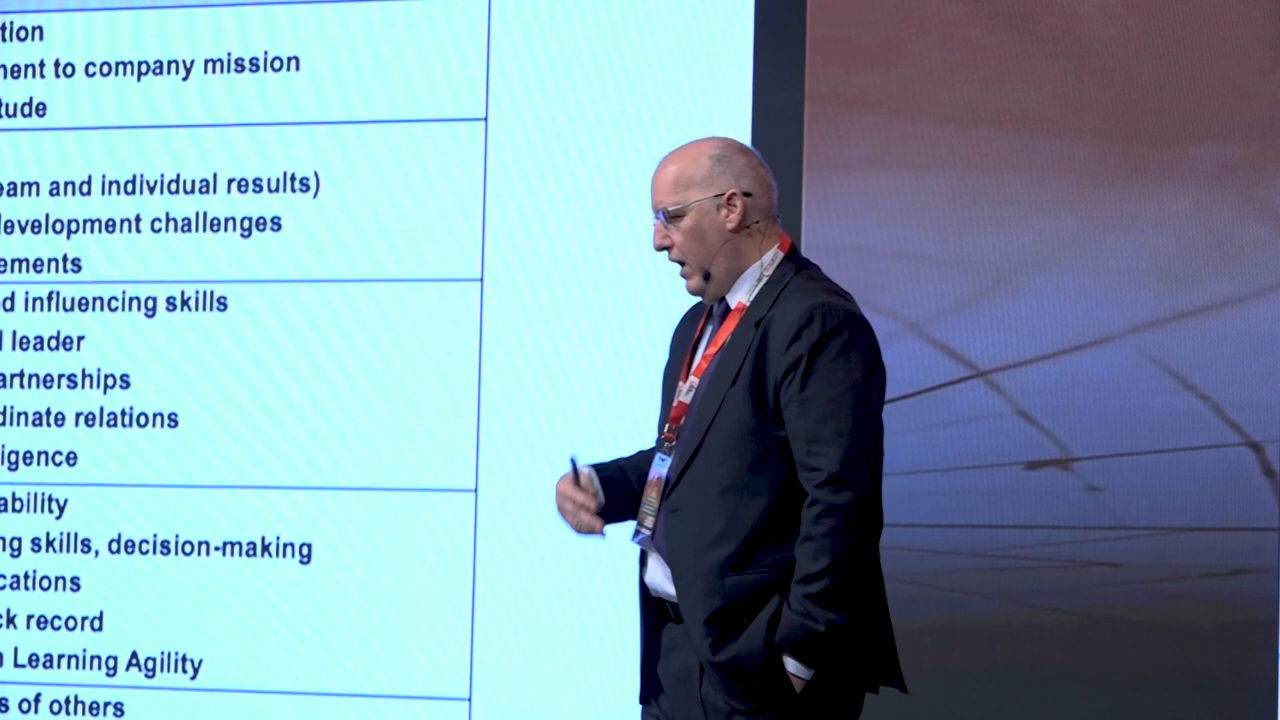 tion
ment to company mission
tude
eam and individual results)
development challenges
ements
d influencing skills
l leader
artnerships
dinate relations
igence
ability
ng skills, decision-making
cations
ck record
n Learning Agility
s of others